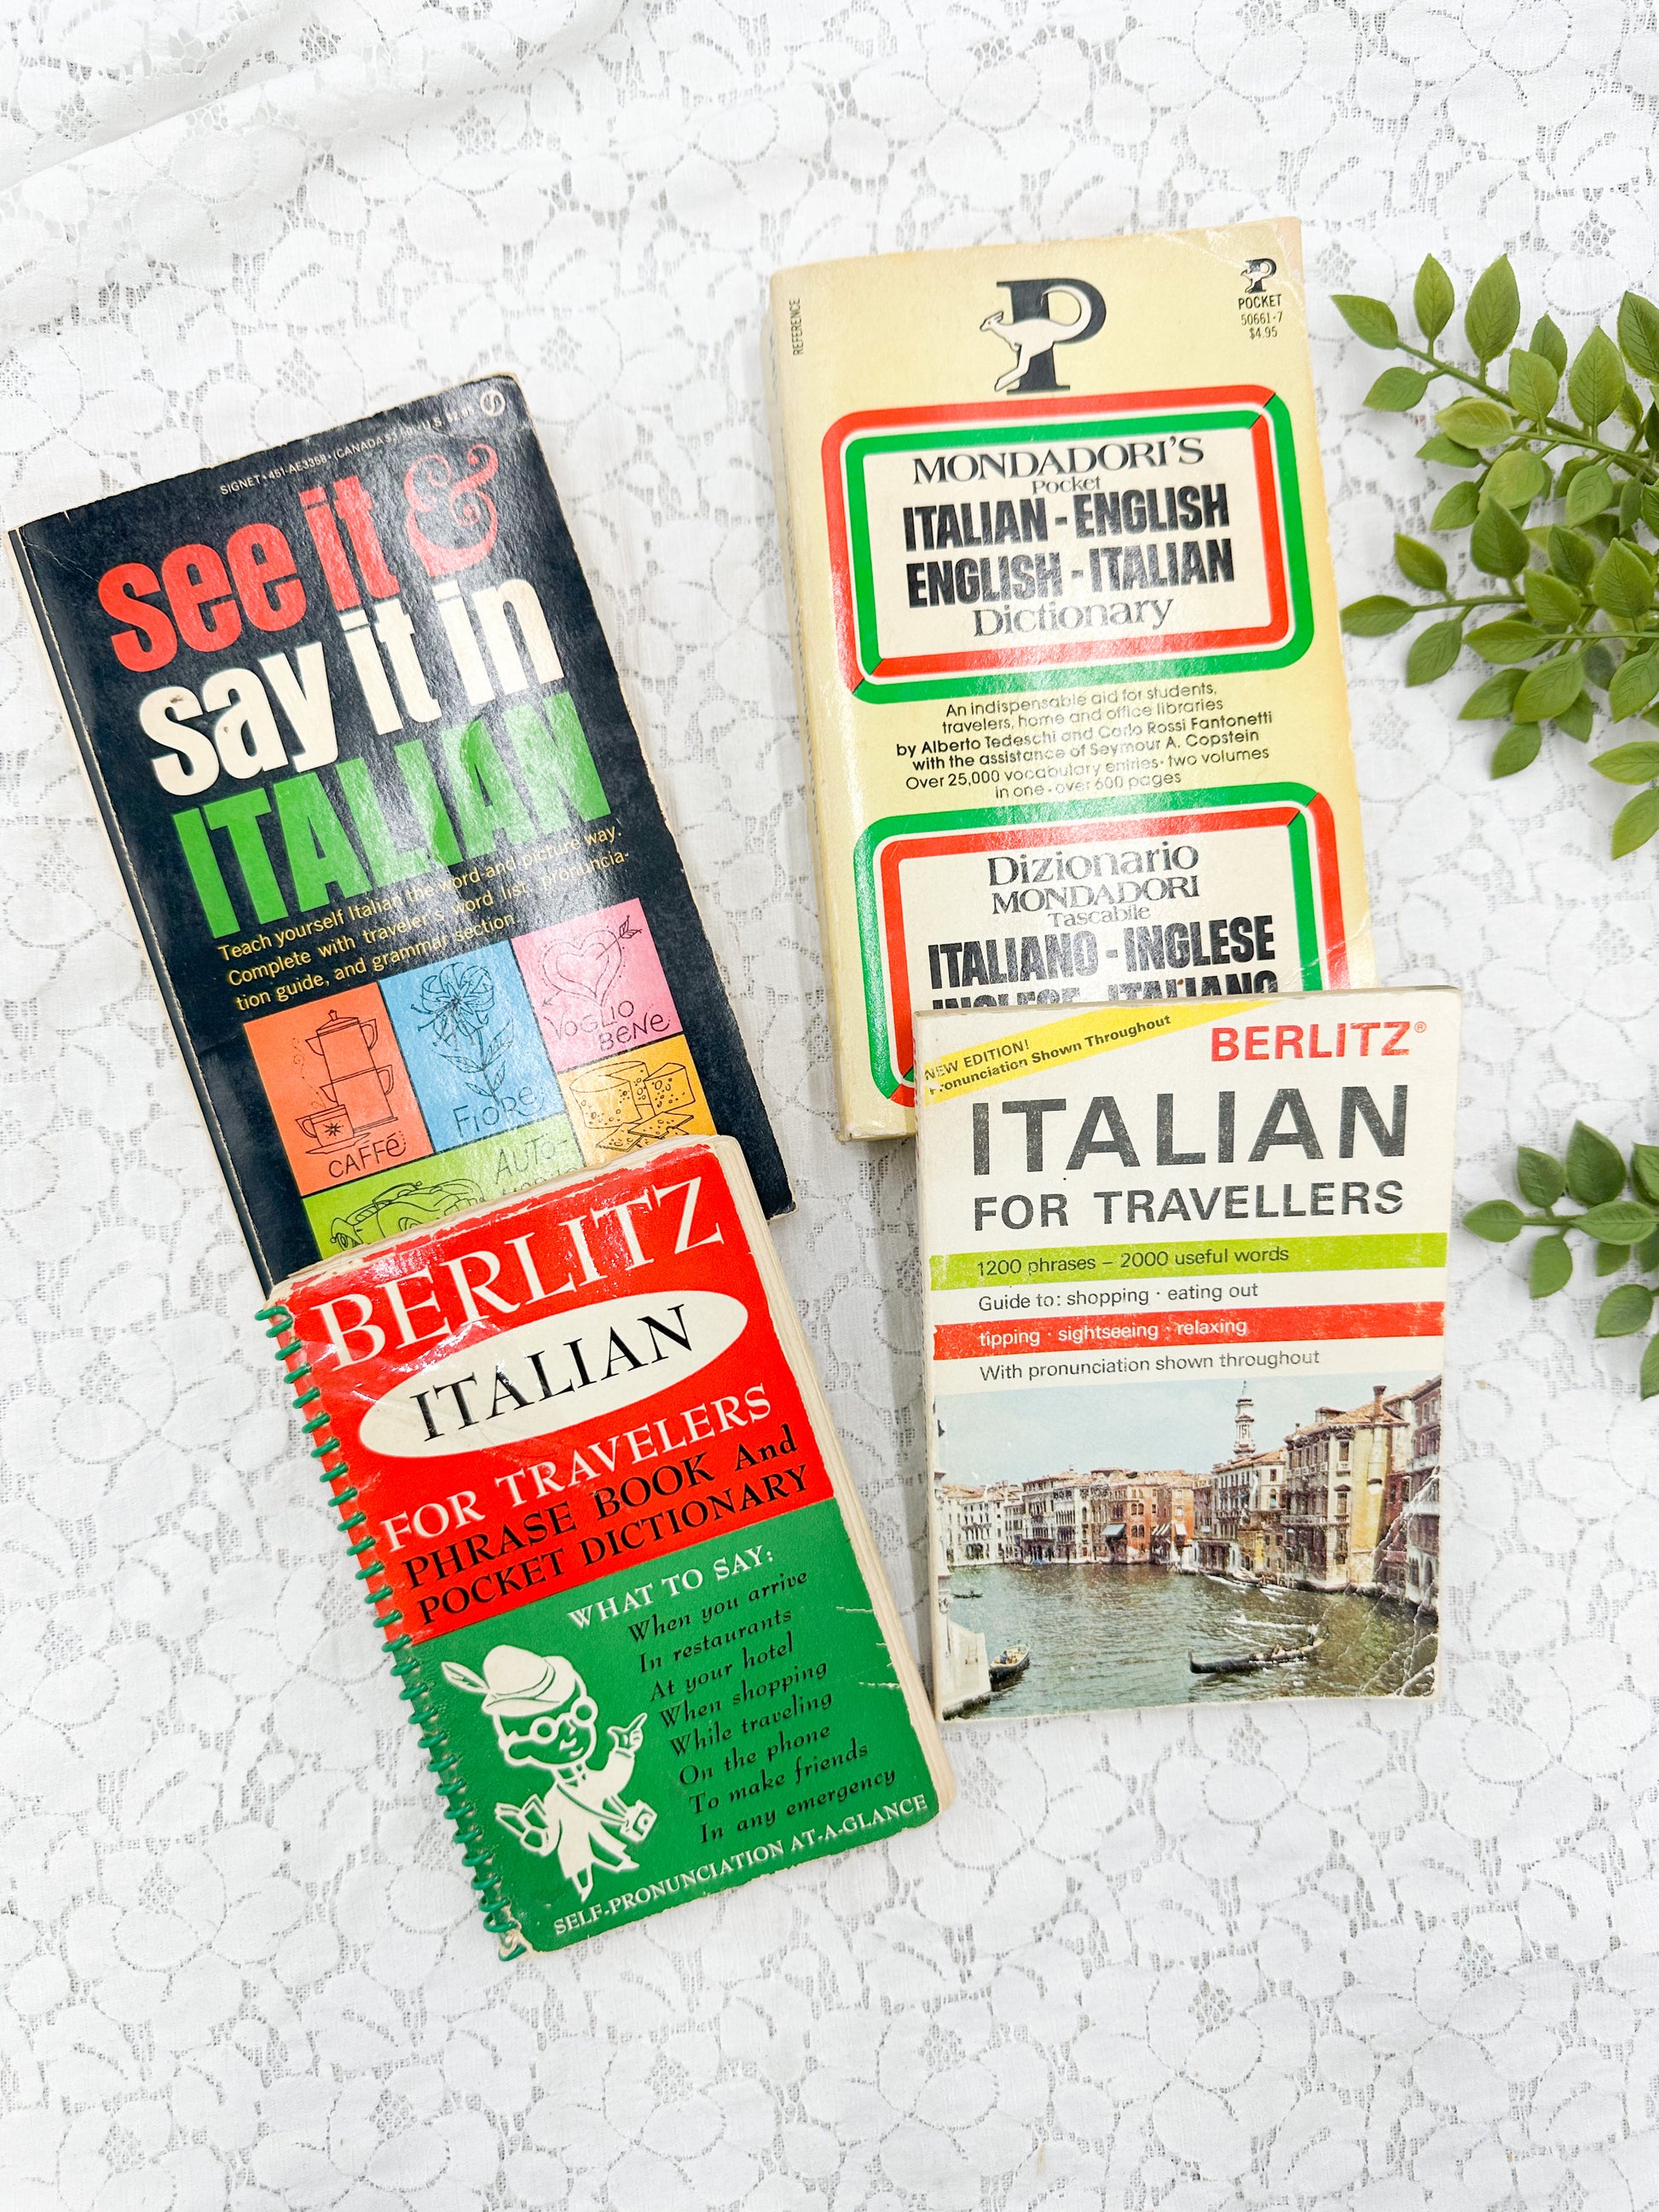 SIGNET • 451-AE3358 • (CANADA
see it &
say it in
ITALIAN
Teach yourself Italian the word-and-picture way.
Complete with traveler's word list, pronuncia-
tion guide, and grammar section.
CAFFé
FIORe
VOGLIO
BENe
AUTO-
REFERENCE
P
POCKET
50661-7
$4.95
MONDADORI'S
Pocket
ITALIAN-ENGLISH
ENGLISH-ITALIAN
Dictionary
An indispensable aid for students,
travelers, home and office libraries
by Alberto Tedeschi and Carlo Rossi Fantonetti
with the assistance of Seymour A. Copstein
Over 25,000 vocabulary entries • two volumes
in one • over 600 pages
Dizionario
MONDADORI
Tascabile
ITALIANO-INGLESE
INGLESE-ITALIANO
BERLITZ
ITALIAN
FOR TRAVELERS
PHRASE BOOK And
POCKET DICTIONARY
WHAT TO SAY:
When you arrive
In restaurants
At your hotel
When shopping
While traveling
On the phone
To make friends
In any emergency
SELF-PRONUNCIATION AT-A-GLANCE
NEW EDITION!
Pronunciation Shown Throughout
BERLITZ®
ITALIAN
FOR TRAVELLERS
1200 phrases – 2000 useful words
Guide to: shopping · eating out
tipping · sightseeing · relaxing
With pronunciation shown throughout